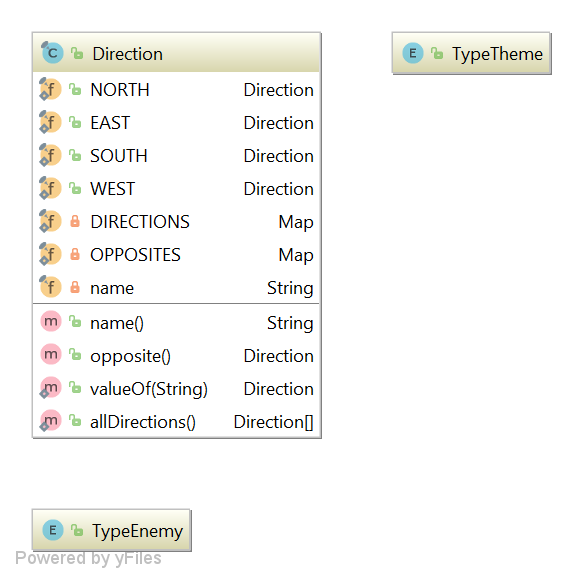 C Direction
f NORTH Direction
f EAST Direction
f SOUTH Direction
f WEST Direction
f DIRECTIONS Map
f OPPOSITES Map
f name String
m name() String
m opposite() Direction
m valueOf(String) Direction
m allDirections() Direction[]
E TypeTheme
E TypeEnemy
Powered by yFiles